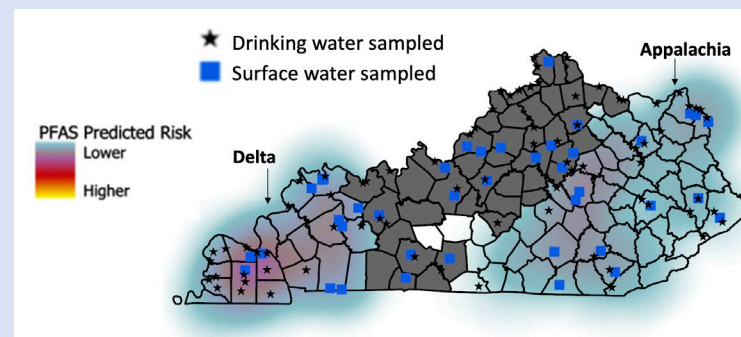 Drinking water sampled
Surface water sampled
Appalachia
PFAS Predicted Risk
Lower
Higher
Delta